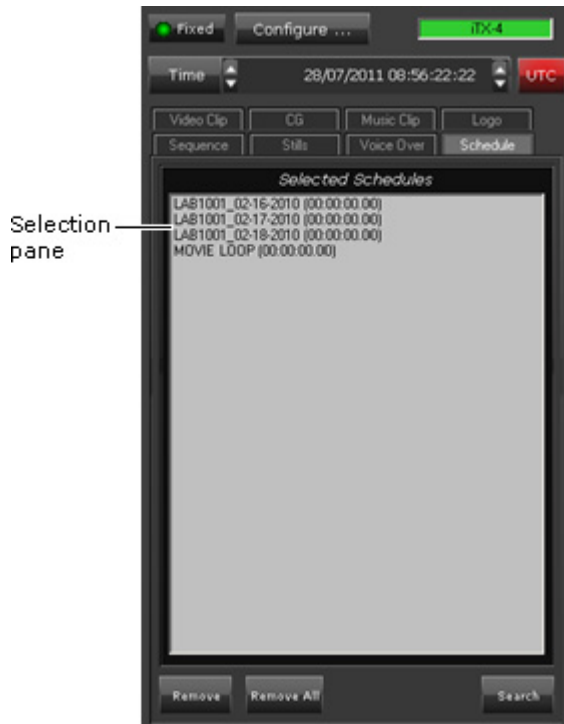 Fixed Configure ... iTX-4
Time 28/07/2011 08:56:22:22 UTC
Video Clip CG Music Clip Logo
Sequence Stills Voice Over Schedule
Selected Schedules
LAB1001_02-16-2010 (00:00:00.00)
LAB1001_02-17-2010 (00:00:00.00)
LAB1001_02-18-2010 (00:00:00.00)
MOVIE LOOP (00:00:00.00)
Selection
pane
Remove Remove All Search